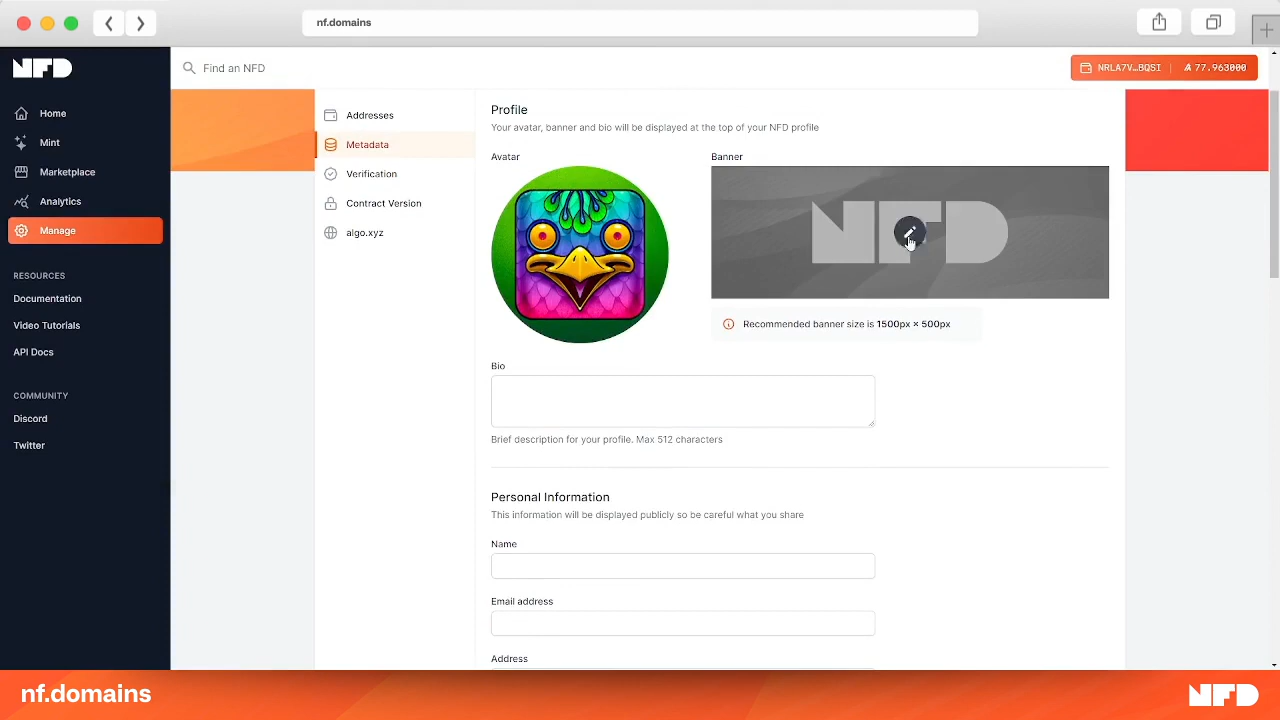 nf.domains
NFD
Find an NFD
NRLA7V…BQSI
77.963000
Home
Mint
Marketplace
Analytics
Manage
RESOURCES
Documentation
Video Tutorials
API Docs
COMMUNITY
Discord
Twitter
Addresses
Metadata
Verification
Contract Version
algo.xyz
Profile
Your avatar, banner and bio will be displayed at the top of your NFD profile
Avatar
Banner
NFD
Recommended banner size is 1500px × 500px
Bio
Brief description for your profile. Max 512 characters
Personal Information
This information will be displayed publicly so be careful what you share
Name
Email address
Address
nf.domains
NFD